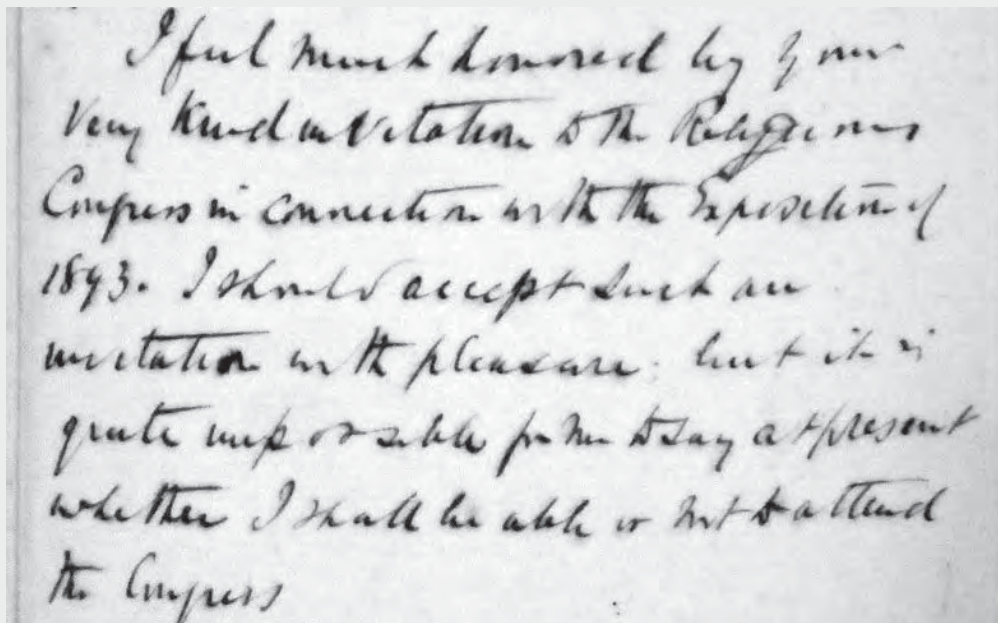 I feel much honored by your
very kind invitation to the Religious
Congress in connection with the Exposition of
1893. I should accept such an
invitation with pleasure; but it is
quite impossible for me to say at present
whether I shall be able or not to attend
the Congress